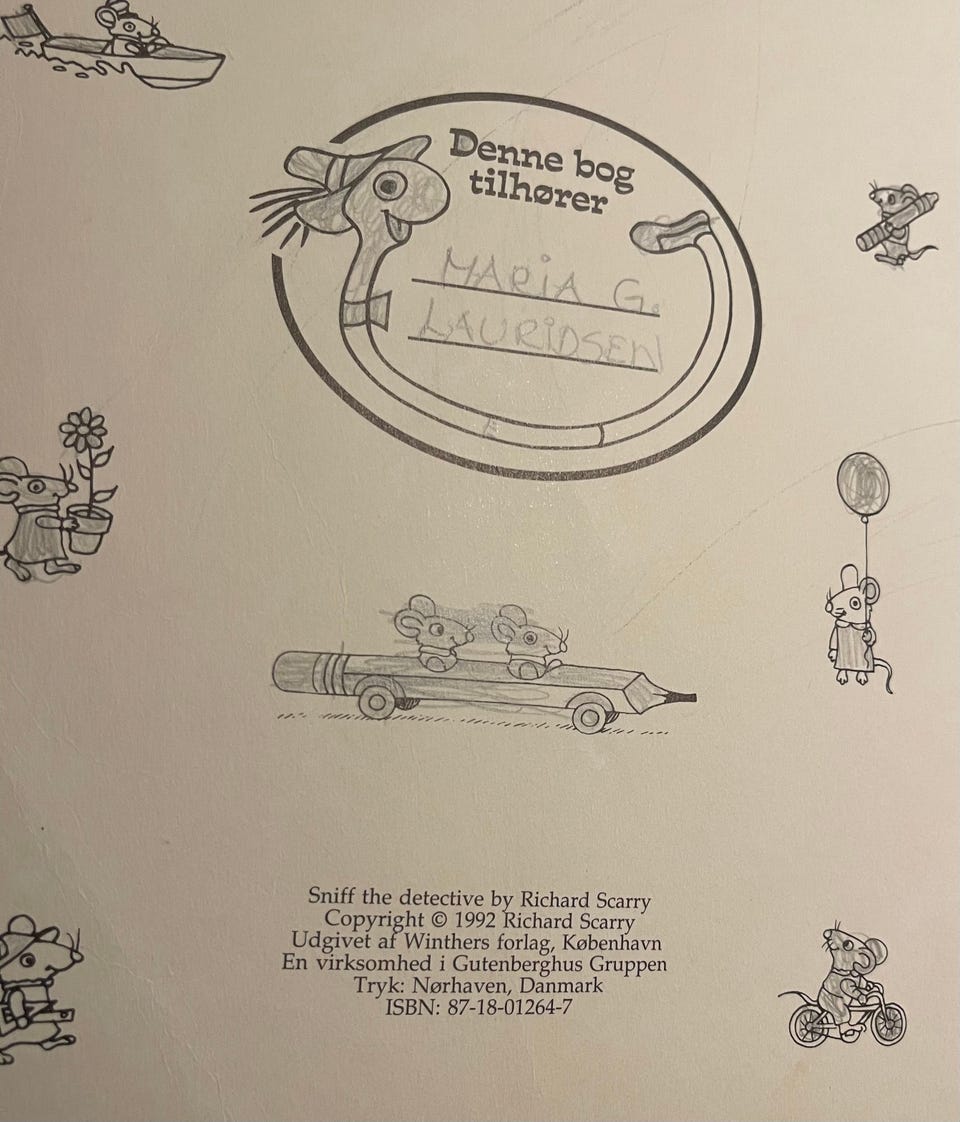 Denne bog
tilhører
MARiA G.
LAURiDSEN
Sniff the detective by Richard Scarry
Copyright © 1992 Richard Scarry
Udgivet af Winthers forlag, København
En virksomhed i Gutenberghus Gruppen
Tryk: Nørhaven, Danmark
ISBN: 87-18-01264-7